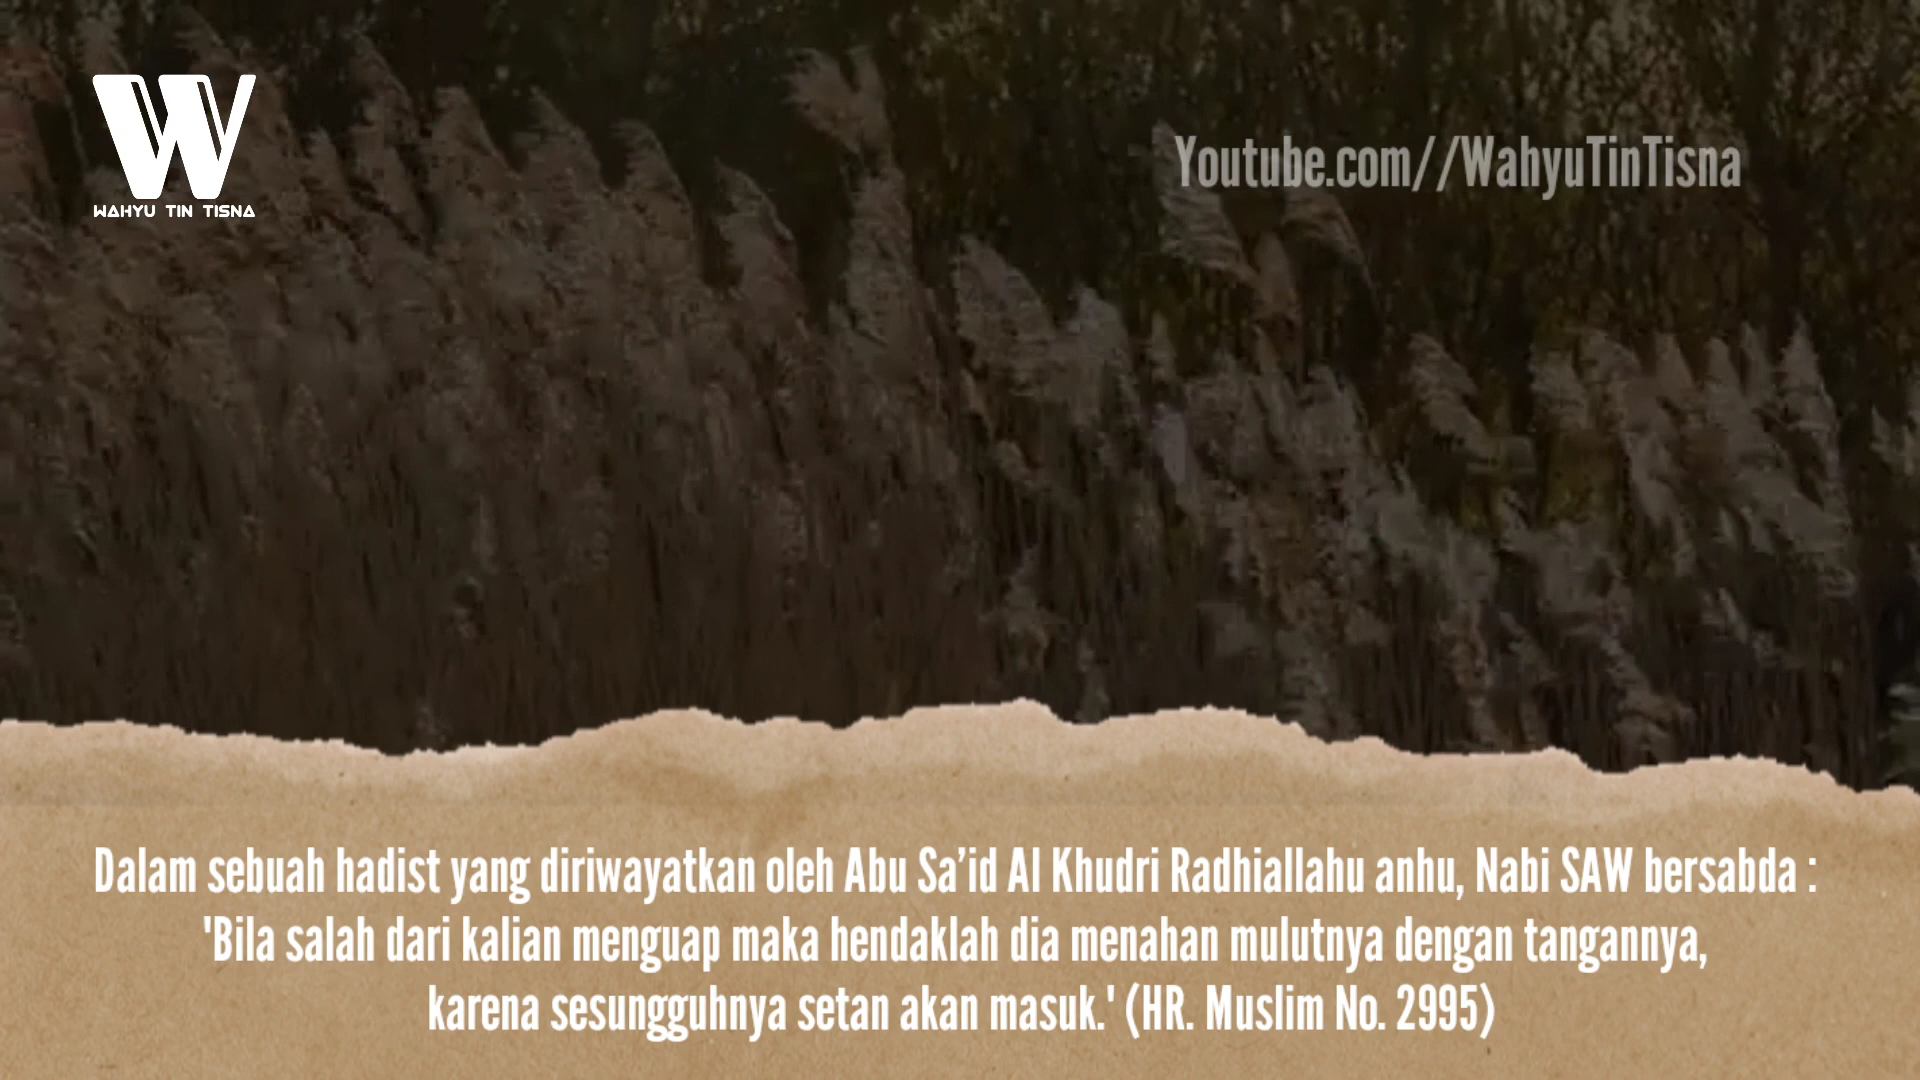 WAHYU TIN TISNA
Youtube.com//WahyuTinTisna
Dalam sebuah hadist yang diriwayatkan oleh Abu Sa’id Al Khudri Radhiallahu anhu, Nabi SAW bersabda :
'Bila salah dari kalian menguap maka hendaklah dia menahan mulutnya dengan tangannya,
karena sesungguhnya setan akan masuk.' (HR. Muslim No. 2995)